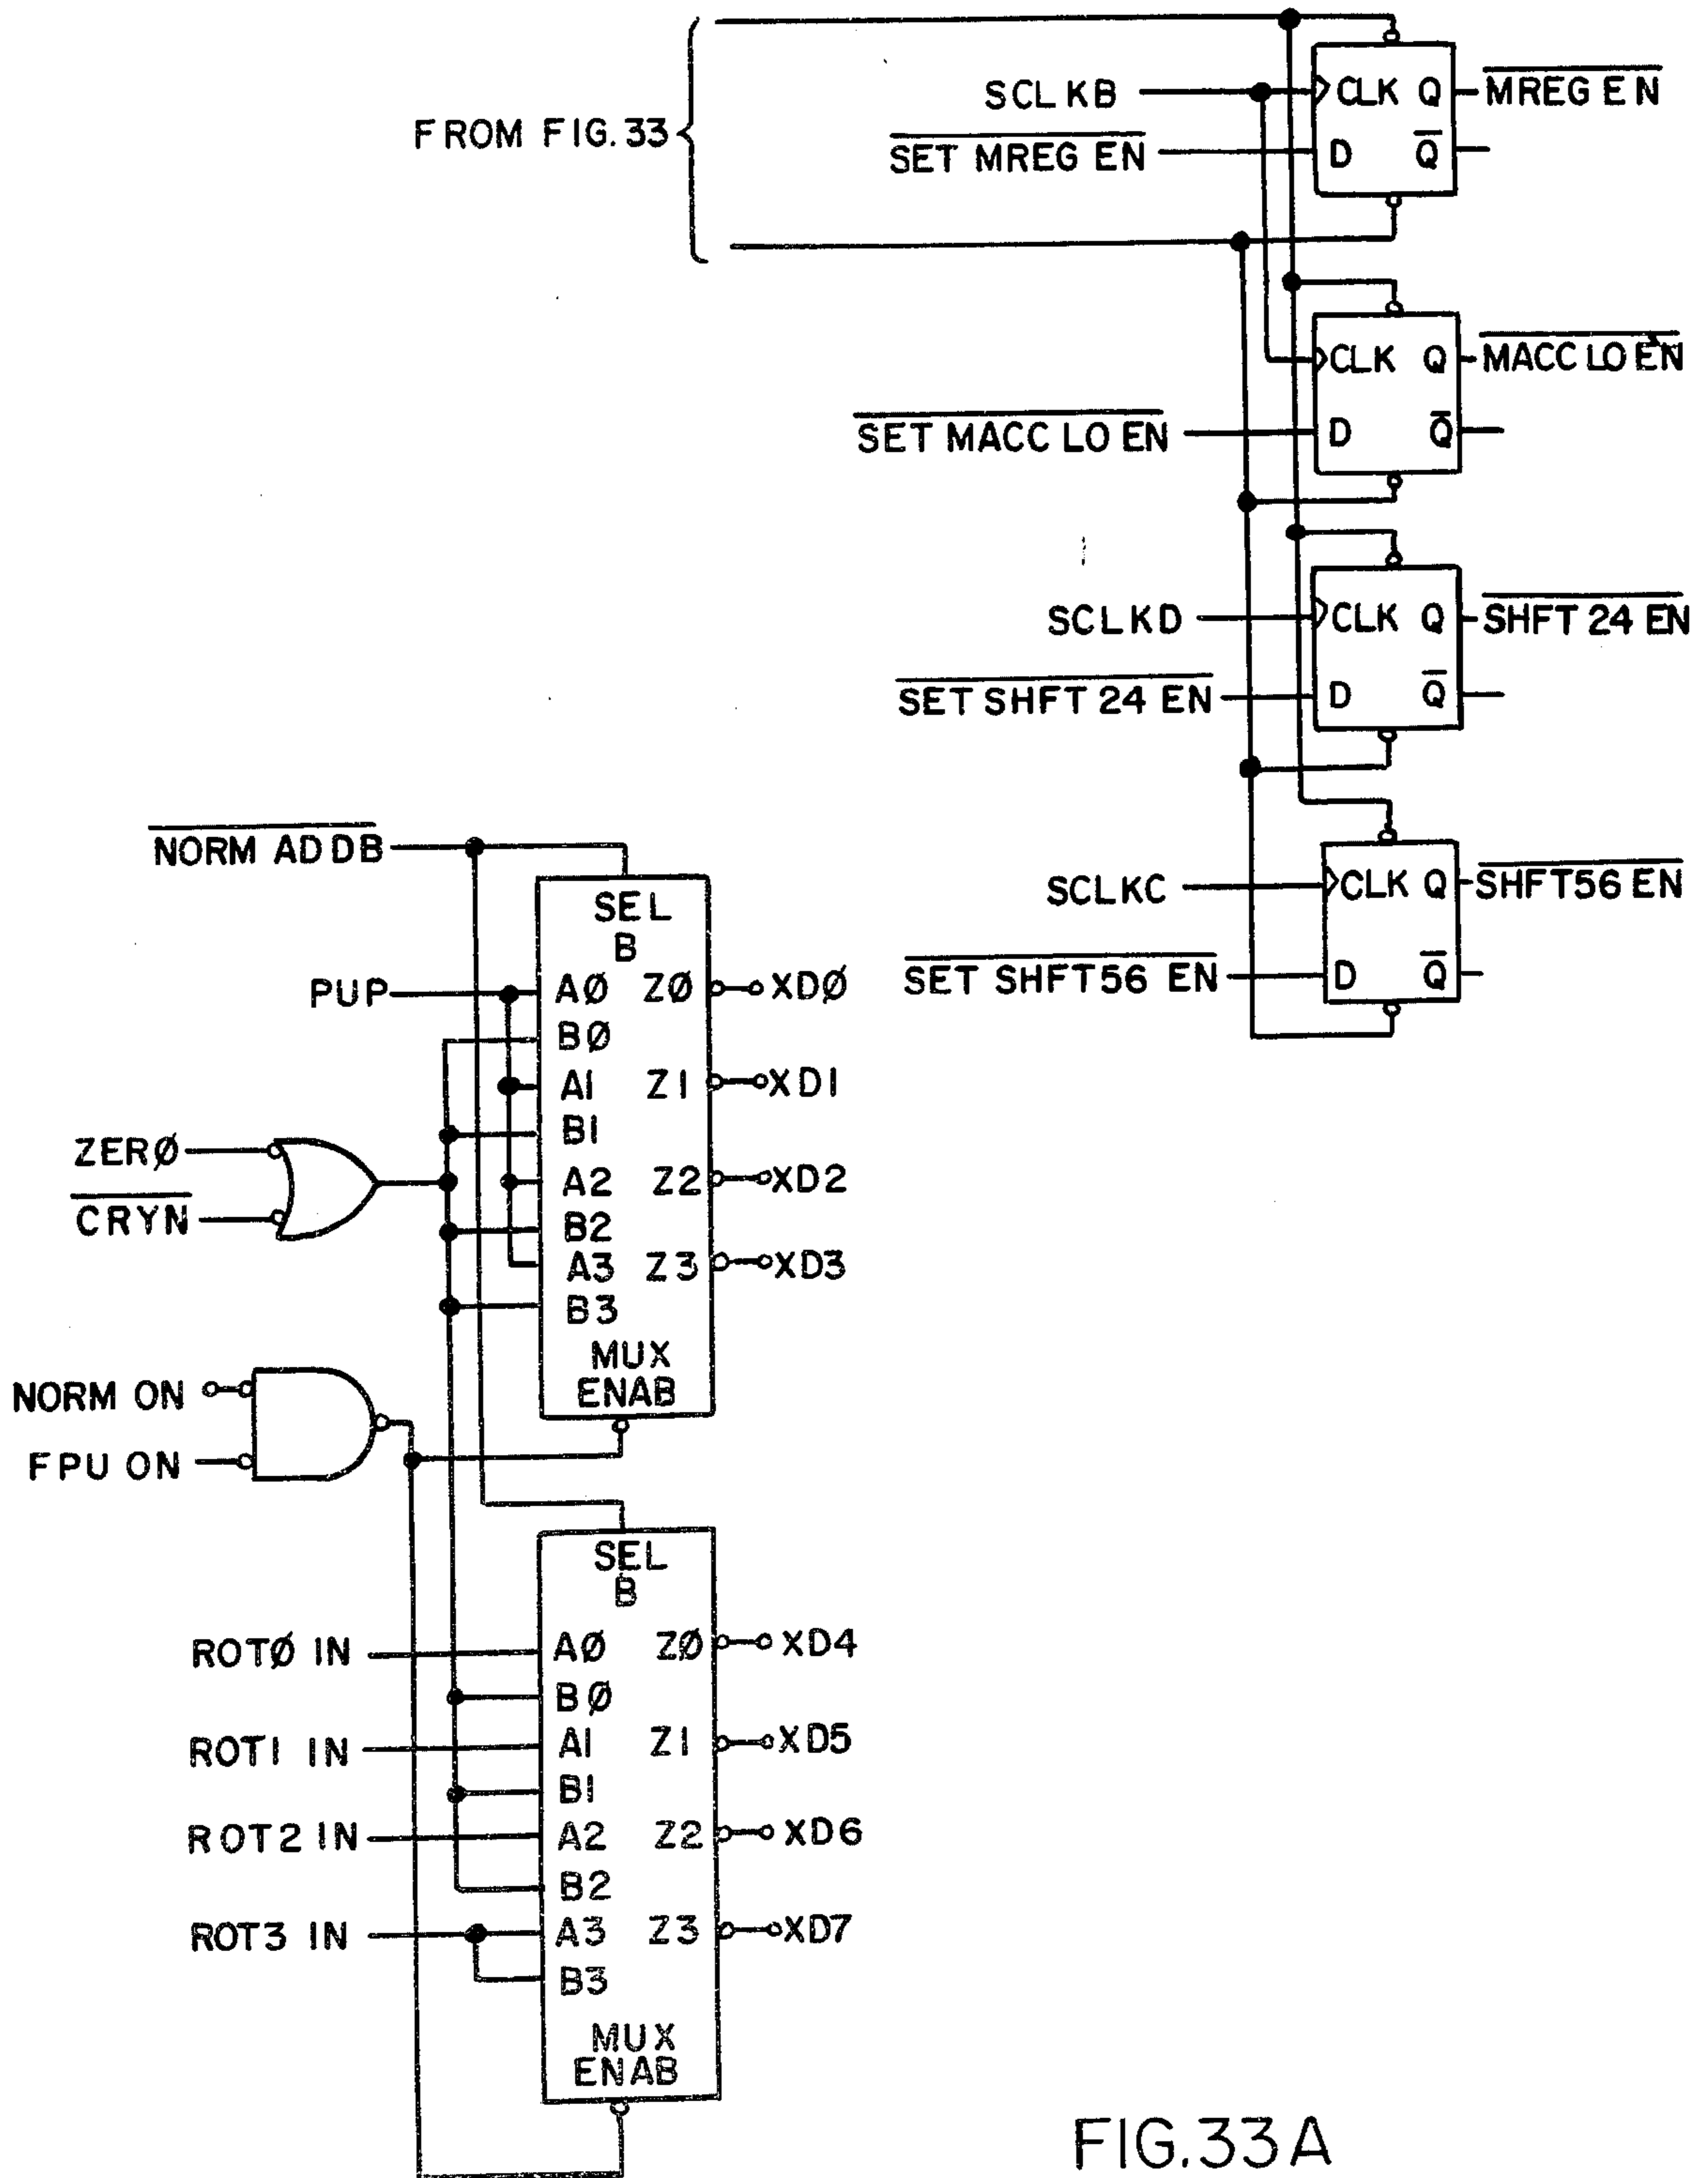 FROM FIG. 33
SCLKB
SET MREG EN
CLK Q
D Q
MREG EN
SET MACC LO EN
CLK Q
D Q
MACC LO EN
SCLKD
SET SHFT 24 EN
CLK Q
D Q
SHFT 24 EN
SCLKC
SET SHFT56 EN
CLK Q
D Q
SHFT56 EN
NORM ADDB
SEL
B
PUP
AØ ZØ XDØ
BØ
A1 Z1 XD1
B1
ZERØ
A2 Z2 XD2
CRYN
B2
A3 Z3 XD3
B3
MUX
ENAB
NORM ON
FPU ON
SEL
B
ROTØ IN AØ ZØ XD4
BØ
ROT1 IN A1 Z1 XD5
B1
ROT2 IN A2 Z2 XD6
B2
ROT3 IN A3 Z3 XD7
B3
MUX
ENAB
FIG.33A